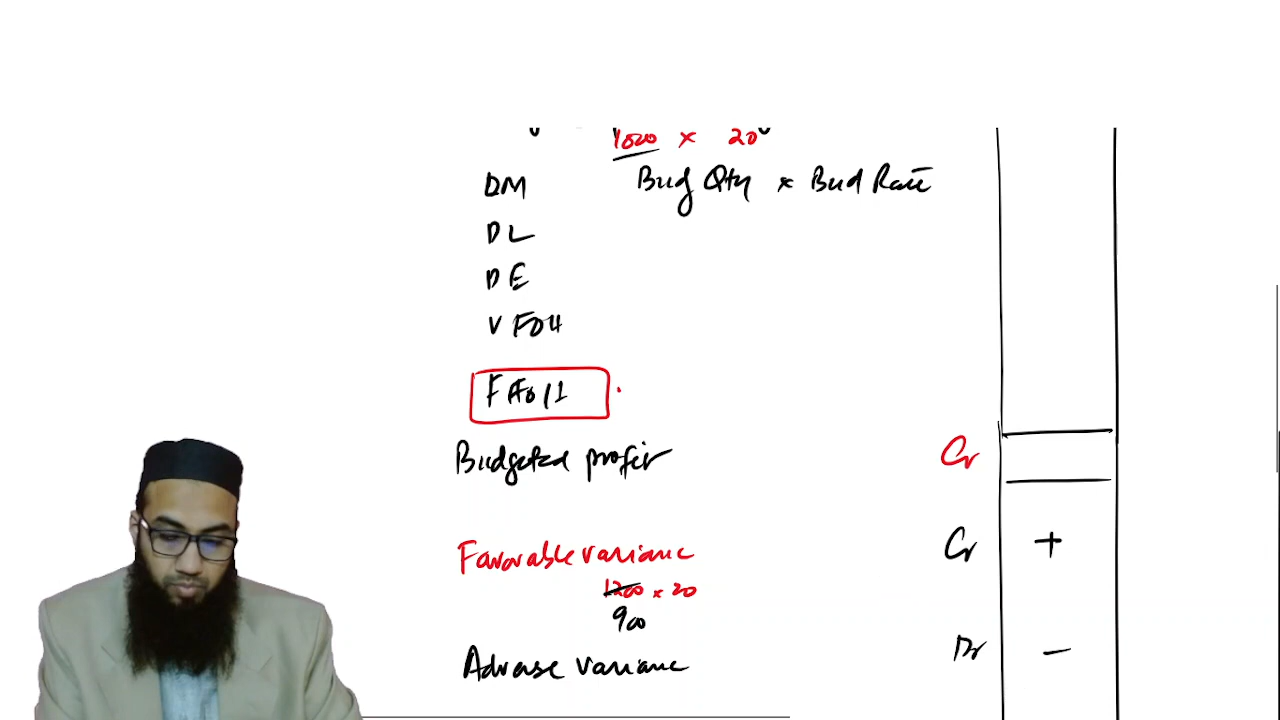 1000 × 20
DM Bud Qty × Bud Rate
DL
DE
VFOH
FFOH
Budgeted profit Cr
Favorable variance Cr +
1200 × 20
900
Adverse variance Dr −